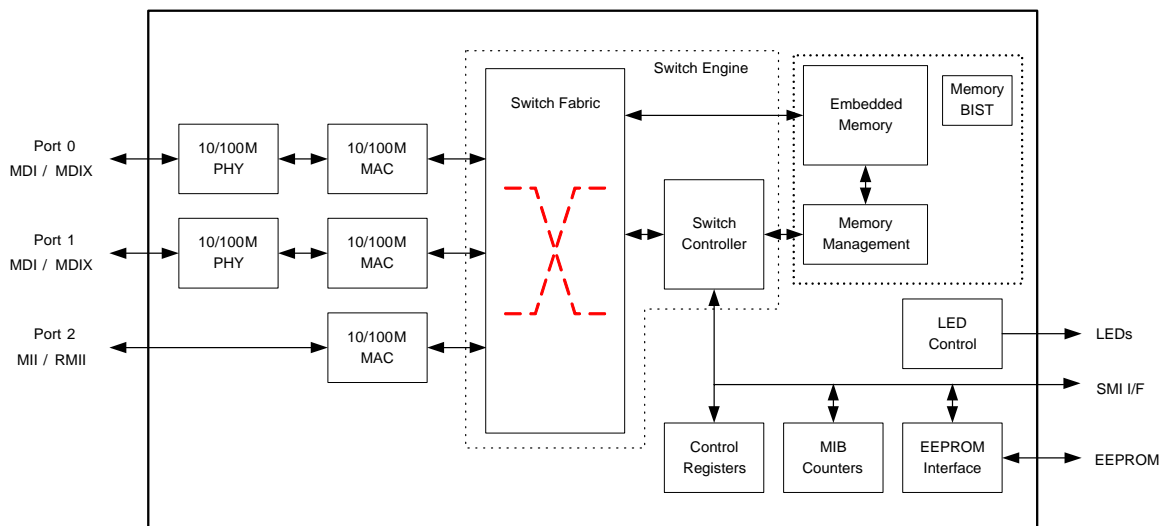 Switch Engine
Switch Fabric
Embedded
Memory
Memory
BIST
Port 0
MDI / MDIX
10/100M
PHY
10/100M
MAC
Port 1
MDI / MDIX
10/100M
PHY
10/100M
MAC
Switch
Controller
Memory
Management
Port 2
MII / RMII
10/100M
MAC
LED
Control
LEDs
SMI I/F
Control
Registers
MIB
Counters
EEPROM
Interface
EEPROM